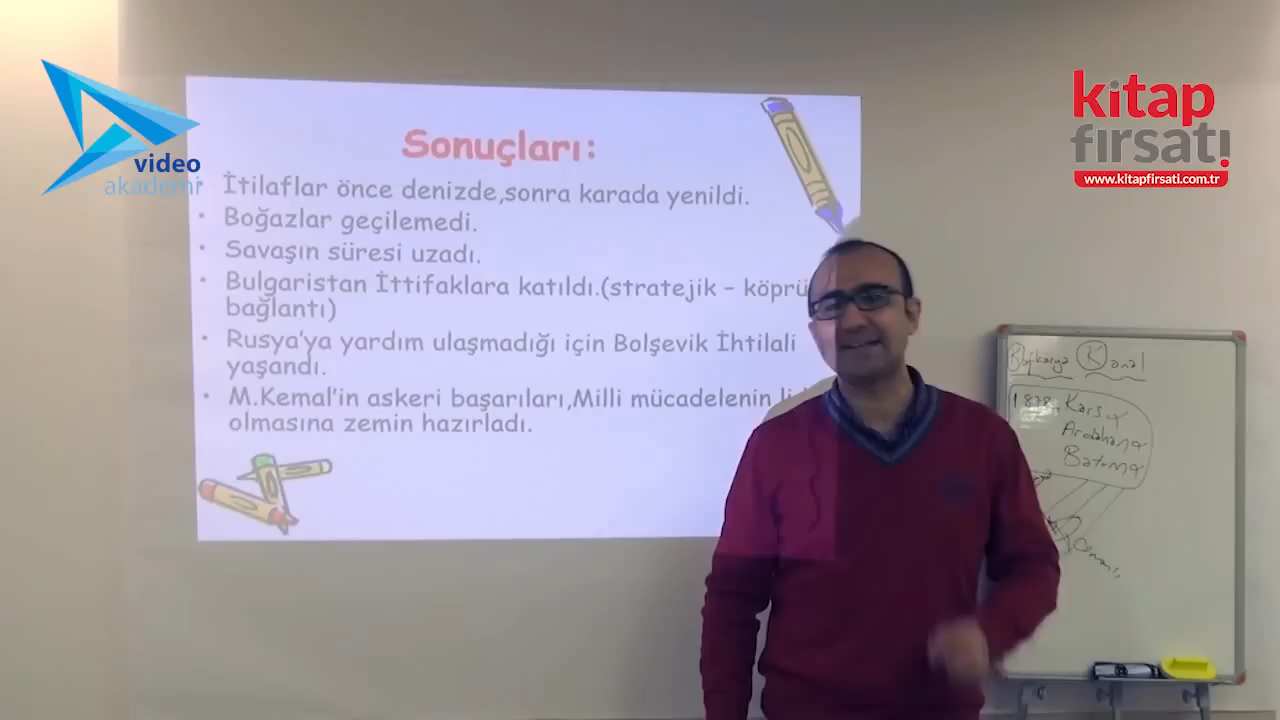 video
akademi
kitap
fırsatı
www.kitapfirsati.com.tr
Sonuçları:
• İtilaflar önce denizde,sonra karada yenildi.
• Boğazlar geçilemedi.
• Savaşın süresi uzadı.
• Bulgaristan İttifaklara katıldı.(stratejik – köprü
bağlantı)
• Rusya'ya yardım ulaşmadığı için Bolşevik İhtilali
yaşandı.
• M.Kemal'in askeri başarıları,Milli mücadelenin
olmasına zemin hazırladı.
Kanal
1878 Kars
Ardahan
Batum